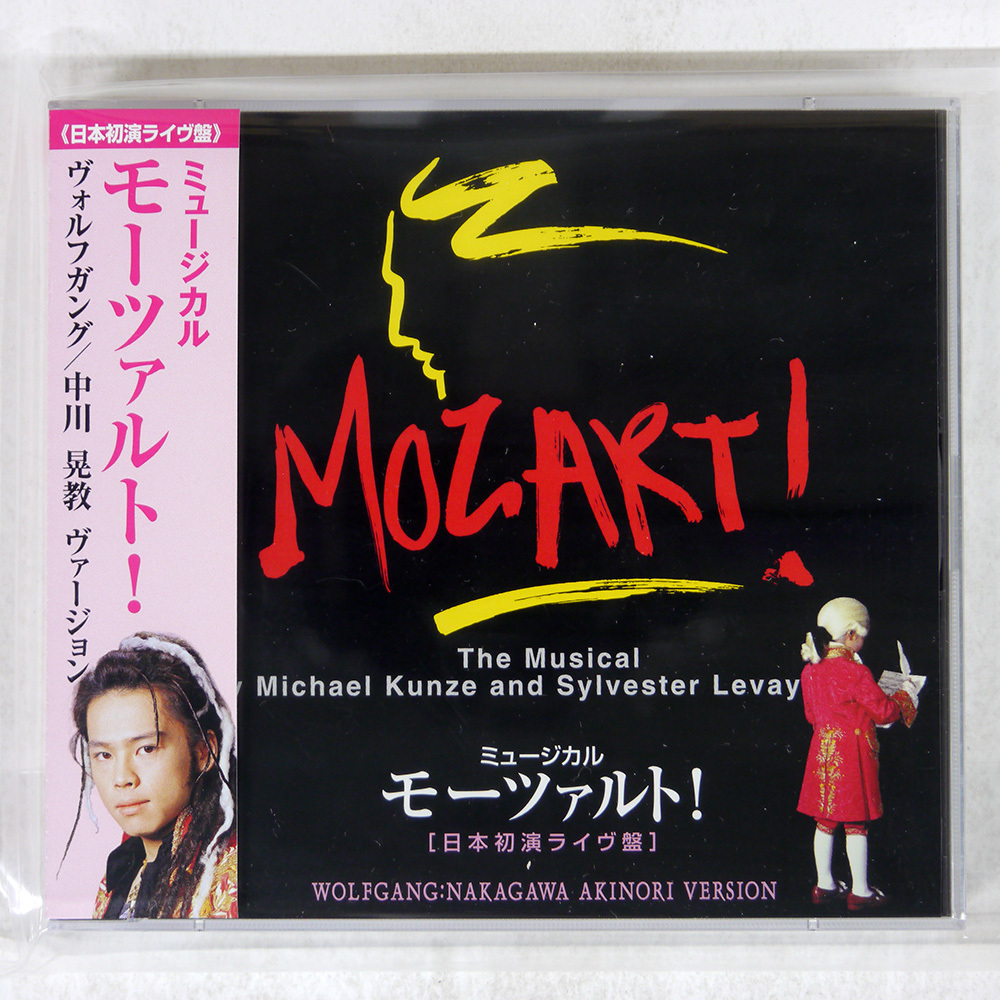 《日本初演ライヴ盤》
ミュージカル
モーツァルト!
ヴォルフガング/中川 晃教 ヴァージョン
MOZART!
The Musical
y Michael Kunze and Sylvester Levay
ミュージカル
モーツァルト!
[日本初演ライヴ盤]
WOLFGANG:NAKAGAWA AKINORI VERSION